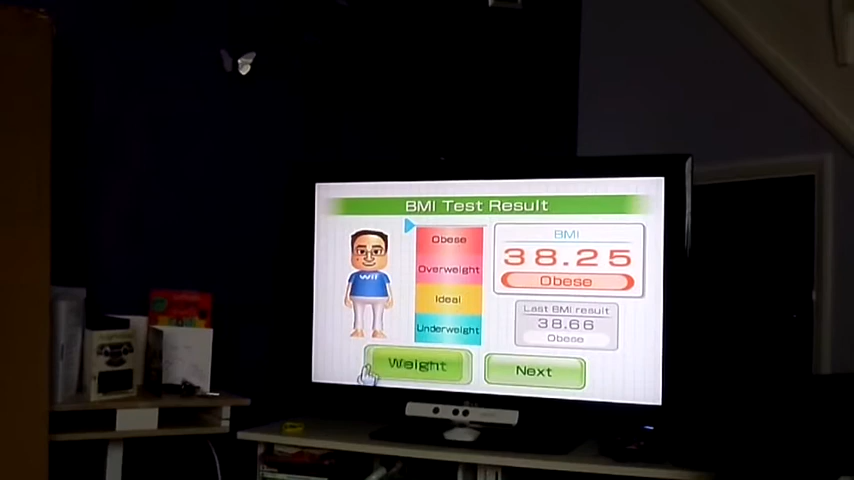 BMI Test Result
Obese
Overweight
Ideal
Underweight
Wii
BMI
38.25
Obese
Last BMI result
38.66
Obese
Weight
Next